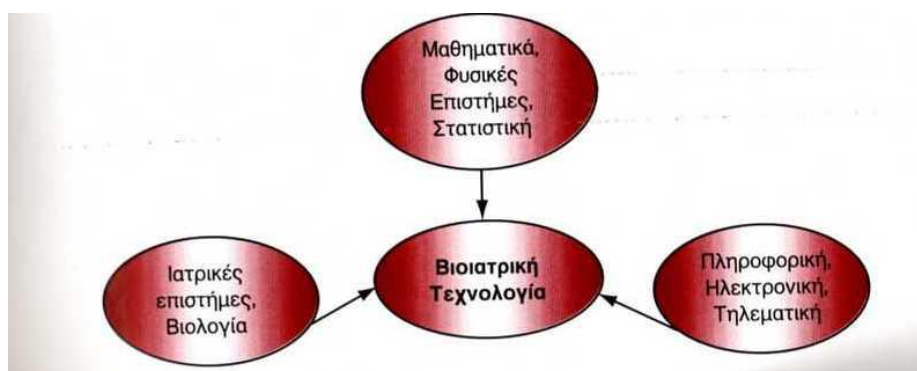 Μαθηματικά,
Φυσικές
Επιστήμες,
Στατιστική
Ιατρικές
επιστήμες,
Βιολογία
Βιοιατρική
Τεχνολογία
Πληροφορική,
Ηλεκτρονική,
Τηλεματική